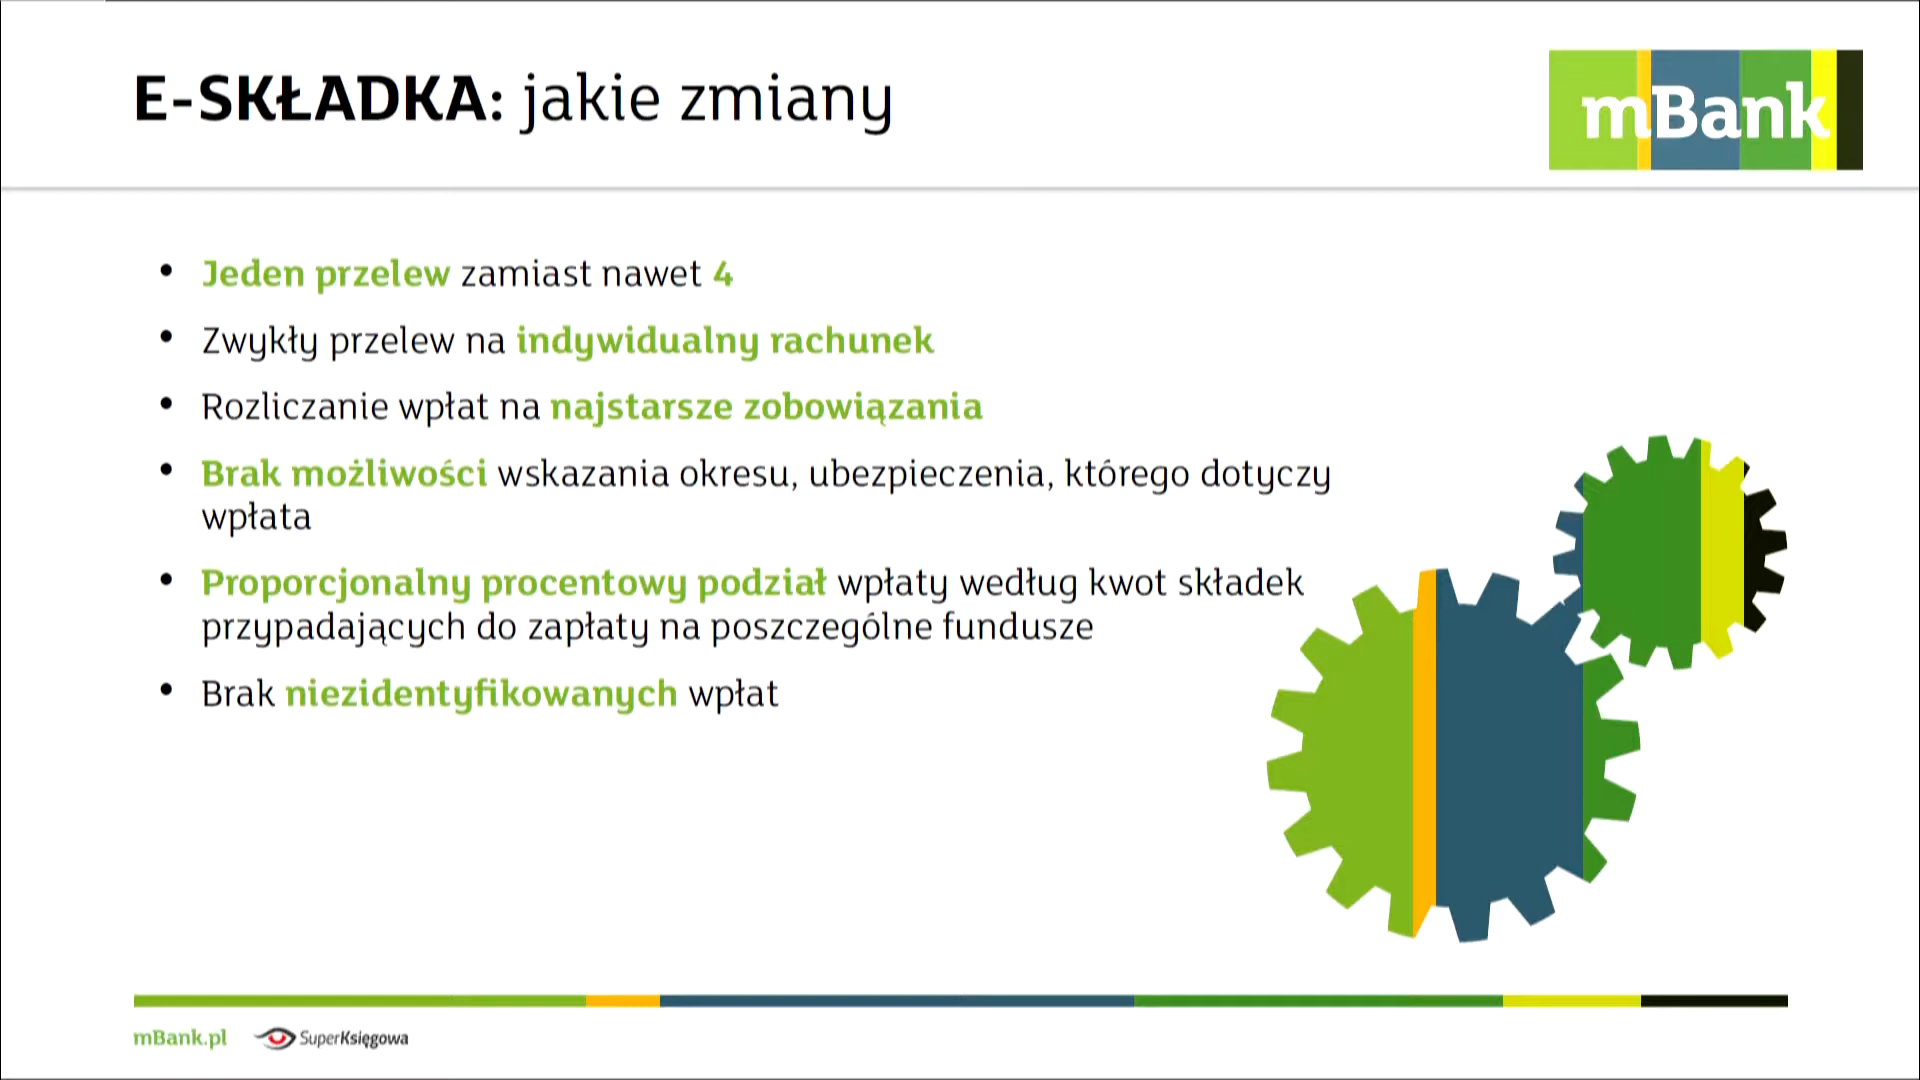 E-SKŁADKA: jakie zmiany
mBank
• Jeden przelew zamiast nawet 4
• Zwykły przelew na indywidualny rachunek
• Rozliczanie wpłat na najstarsze zobowiązania
• Brak możliwości wskazania okresu, ubezpieczenia, którego dotyczy
wpłata
• Proporcjonalny procentowy podział wpłaty według kwot składek
przypadających do zapłaty na poszczególne fundusze
• Brak niezidentyfikowanych wpłat
mBank.pl SuperKsięgowa